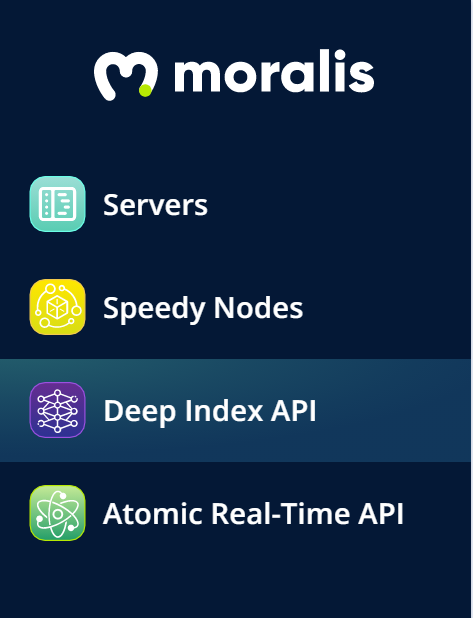 moralis
Servers
Speedy Nodes
Deep Index API
Atomic Real-Time API